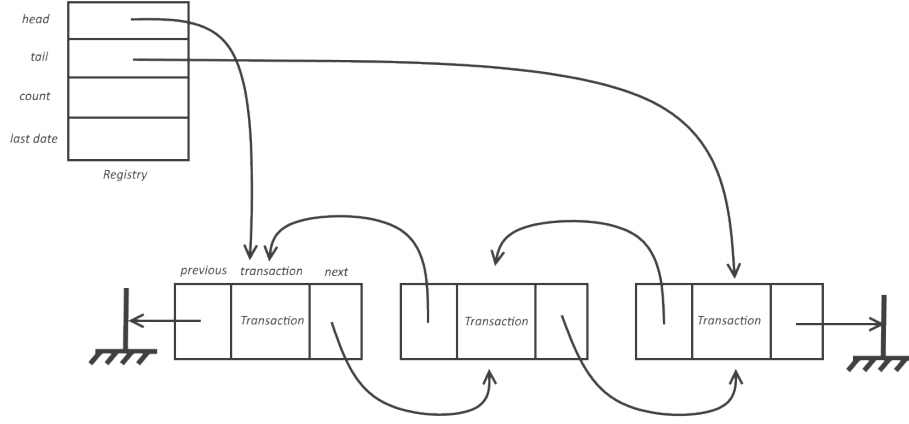 head
tail
count
last date
Registry
previous transaction next
Transaction
Transaction
Transaction